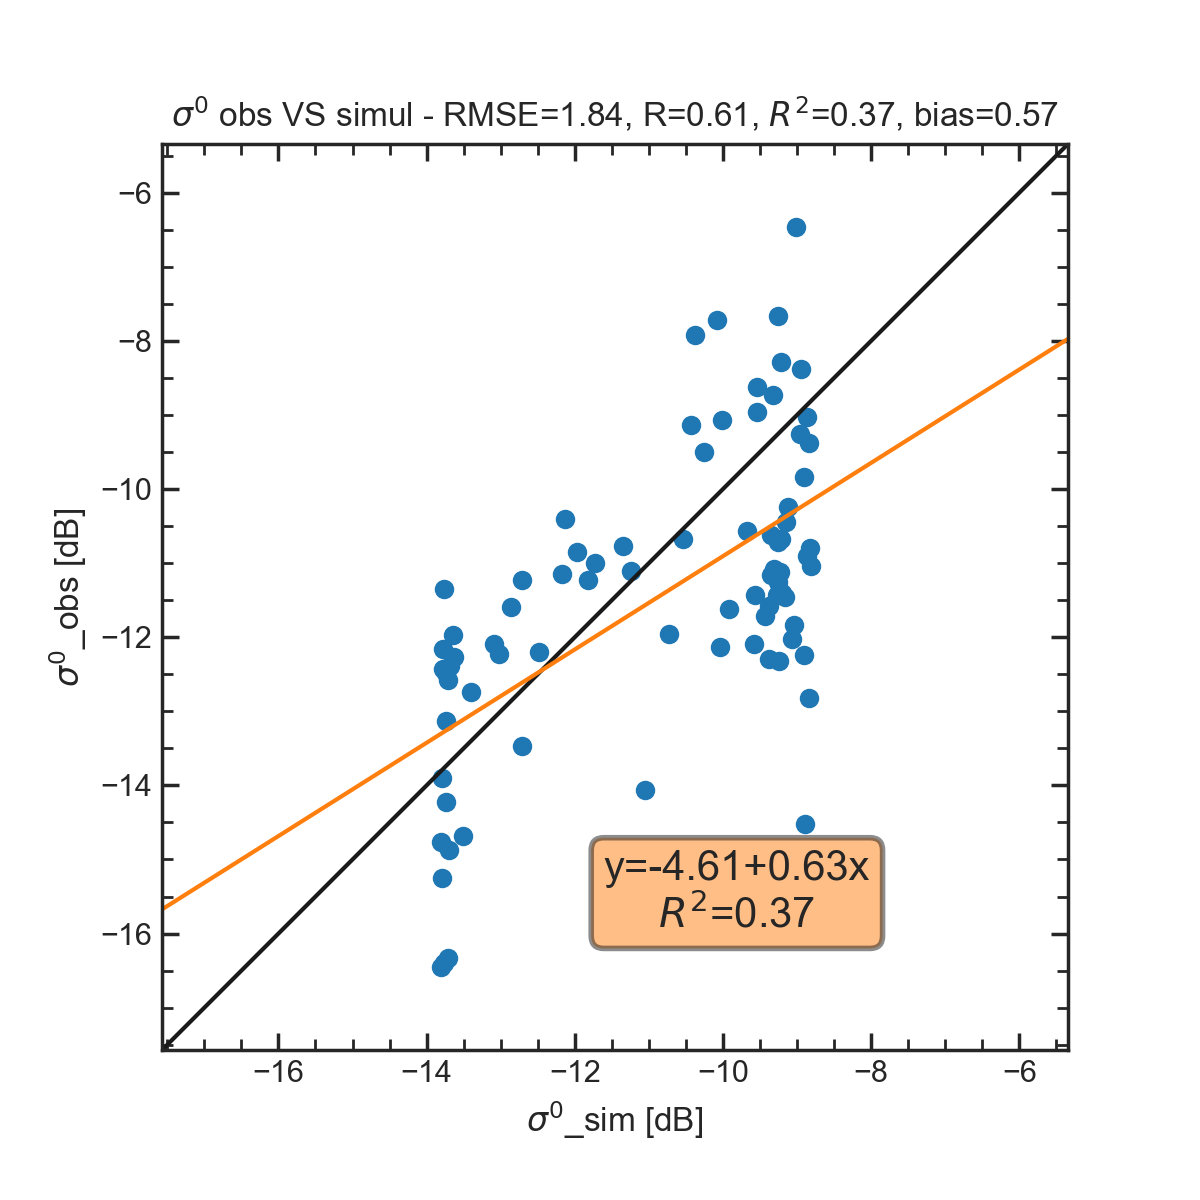 σ⁰ obs VS simul - RMSE=1.84, R=0.61, R²=0.37, bias=0.57
−6
−8
−10
−12
−14
−16
σ⁰_obs [dB]
y=-4.61+0.63x
R²=0.37
−16 −14 −12 −10 −8 −6
σ⁰_sim [dB]